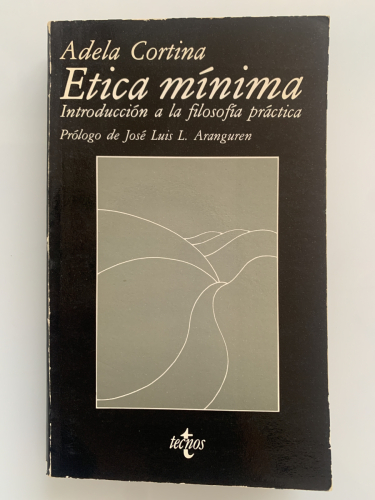 Adela Cortina
Etica mínima
Introducción a la filosofía práctica
Prólogo de José Luis L. Aranguren
tecnos